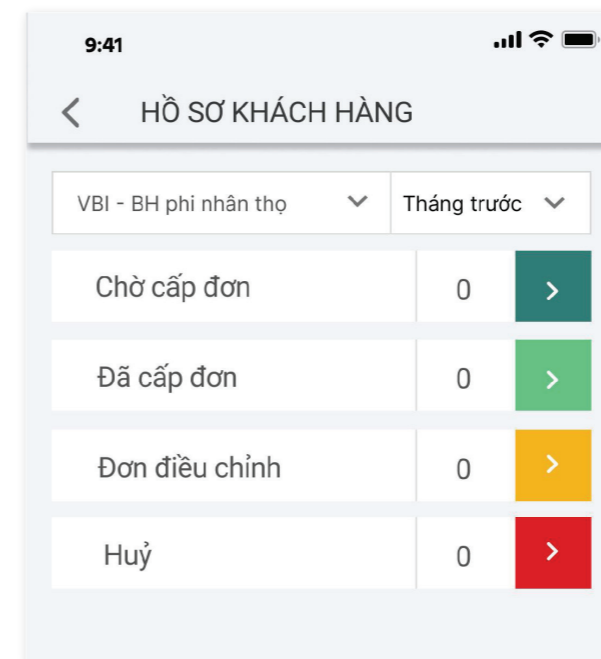 9:41
HỒ SƠ KHÁCH HÀNG
VBI - BH phi nhân thọ Tháng trước
Chờ cấp đơn 0
Đã cấp đơn 0
Đơn điều chỉnh 0
Huỷ 0